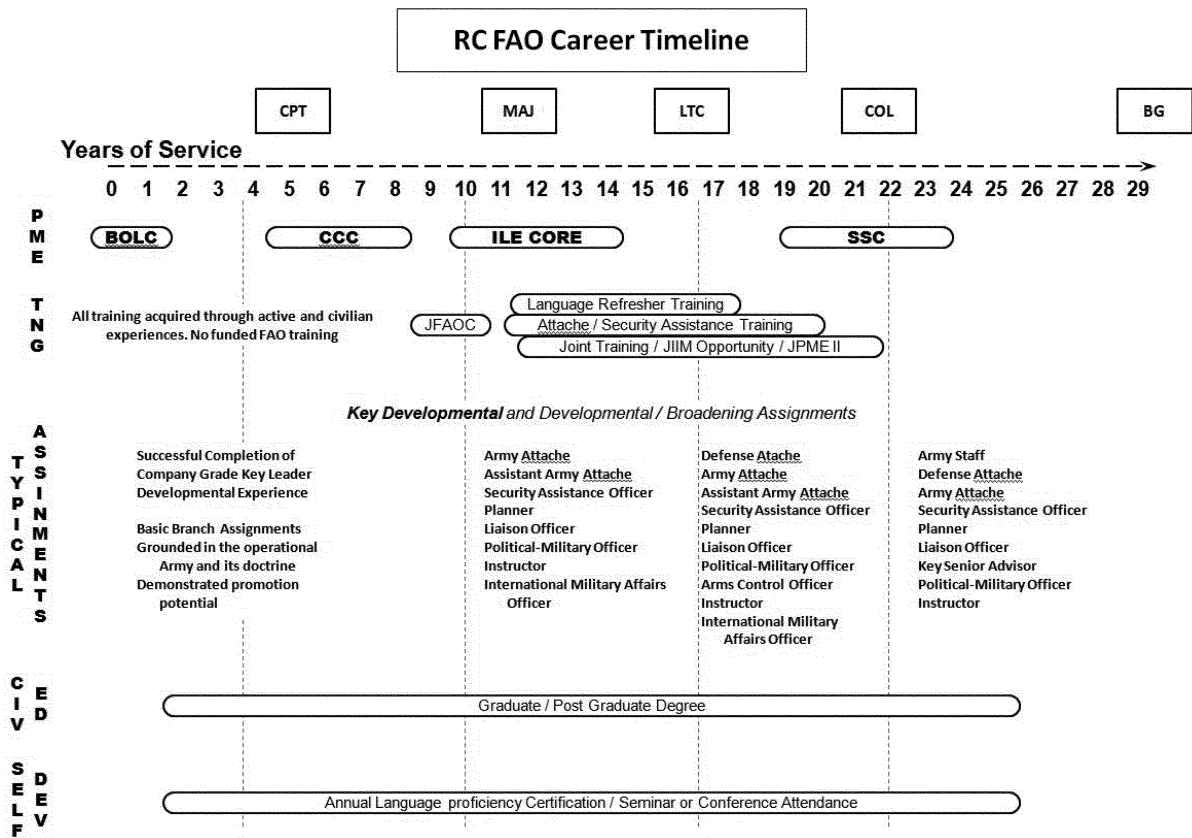 RC FAO Career Timeline
CPT MAJ LTC COL BG
Years of Service
0 1 2 3 4 5 6 7 8 9 10 11 12 13 14 15 16 17 18 19 20 21 22 23 24 25 26 27 28 29
PME
BOLC CCC ILE CORE SSC
TNG
All training acquired through active and civilian
experiences. No funded FAO training
JFAOC
Language Refresher Training
Attache / Security Assistance Training
Joint Training / JIIM Opportunity / JPME II
Key Developmental and Developmental / Broadening Assignments
TYPICAL
ASSINMENTS
Successful Completion of
Company Grade Key Leader
Developmental Experience
Basic Branch Assignments
Grounded in the operational
Army and its doctrine
Demonstrated promotion
potential
Army Attache
Assistant Army Attache
Security Assistance Officer
Planner
Liaison Officer
Political-Military Officer
Instructor
International Military Affairs
Officer
Defense Atache
Army Attache
Assistant Army Attache
Security Assistance Officer
Planner
Liaison Officer
Political-Military Officer
Arms Control Officer
Instructor
International Military
Affairs Officer
Army Staff
Defense Attache
Army Attache
Security Assistance Officer
Planner
Liaison Officer
Key Senior Advisor
Political-Military Officer
Instructor
CIV
ED
Graduate / Post Graduate Degree
SELF
DEV
Annual Language proficiency Certification / Seminar or Conference Attendance